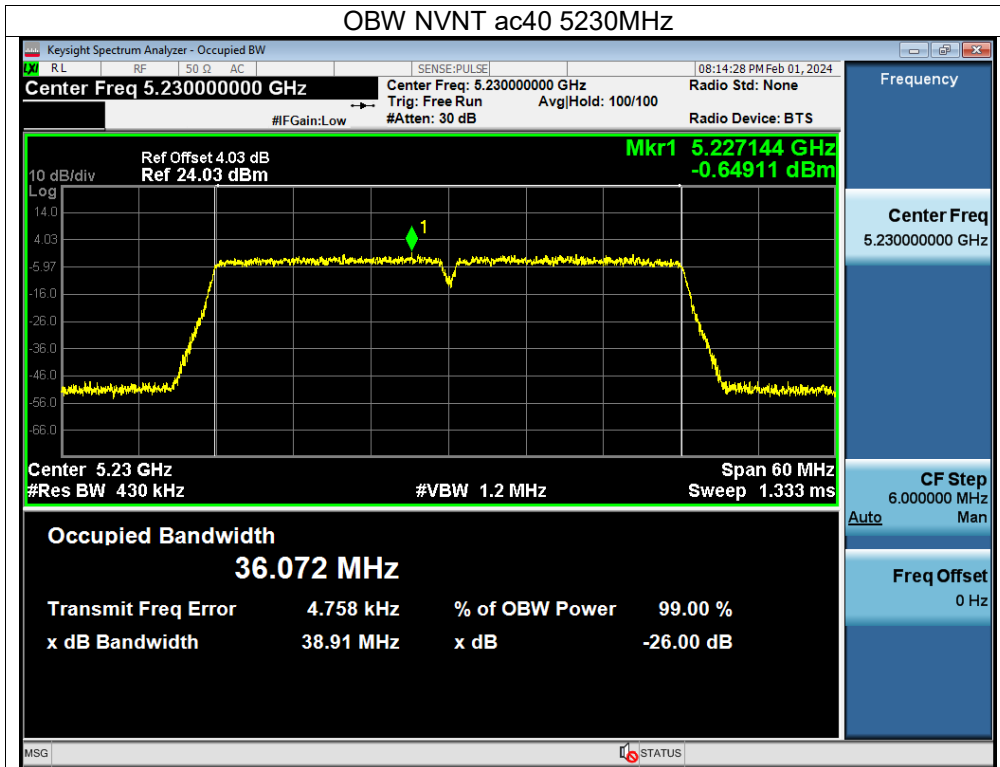 OBW NVNT ac40 5230MHz
Keysight Spectrum Analyzer - Occupied BW
LXI RL RF 50 Ω AC SENSE:PULSE 08:14:28 PM Feb 01, 2024
Center Freq 5.230000000 GHz
Center Freq: 5.230000000 GHz Radio Std: None
Trig: Free Run Avg|Hold: 100/100
#IFGain:Low #Atten: 30 dB Radio Device: BTS
Mkr1 5.227144 GHz
-0.64911 dBm
Ref Offset 4.03 dB
10 dB/div Ref 24.03 dBm
Log
14.0
4.03
-5.97
-16.0
-26.0
-36.0
-46.0
-56.0
-66.0
1
Center 5.23 GHz Span 60 MHz
#Res BW 430 kHz #VBW 1.2 MHz Sweep 1.333 ms
Occupied Bandwidth
36.072 MHz
Transmit Freq Error 4.758 kHz % of OBW Power 99.00 %
x dB Bandwidth 38.91 MHz x dB -26.00 dB
Frequency
Center Freq
5.230000000 GHz
CF Step
6.000000 MHz
Auto Man
Freq Offset
0 Hz
MSG STATUS